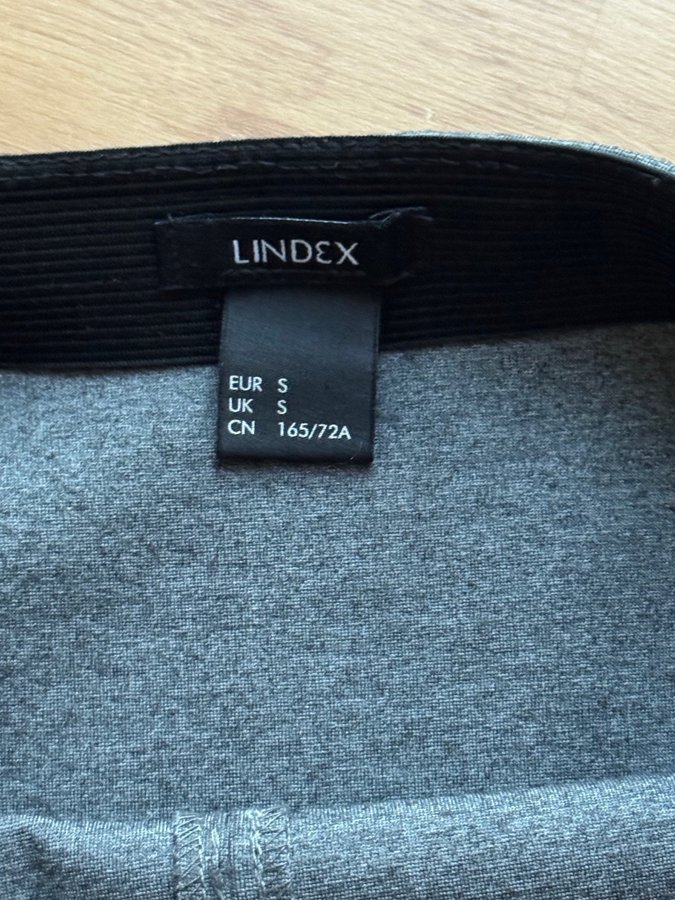 LINDEX
EUR S
UK S
CN 165/72A